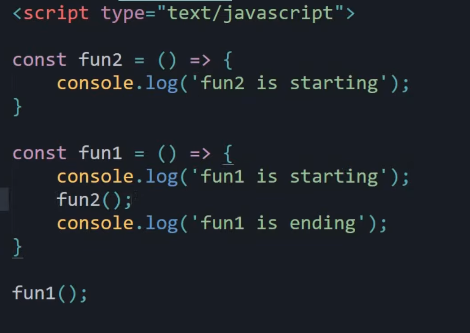 <script type="text/javascript">
const fun2 = () => {
    console.log('fun2 is starting');
}
const fun1 = () => {
    console.log('fun1 is starting');
    fun2();
    console.log('fun1 is ending');
}
fun1();